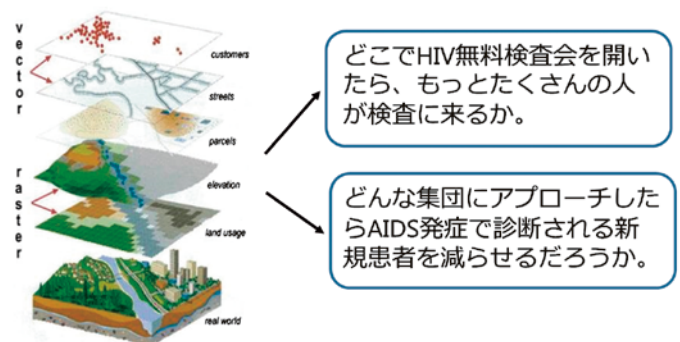 vector
customers
streets
parcels
raster
elevation
land usage
real world
どこでHIV無料検査会を開い
たら、もっとたくさんの人
が検査に来るか。
どんな集団にアプローチした
らAIDS発症で診断される新
規患者を減らせるだろうか。